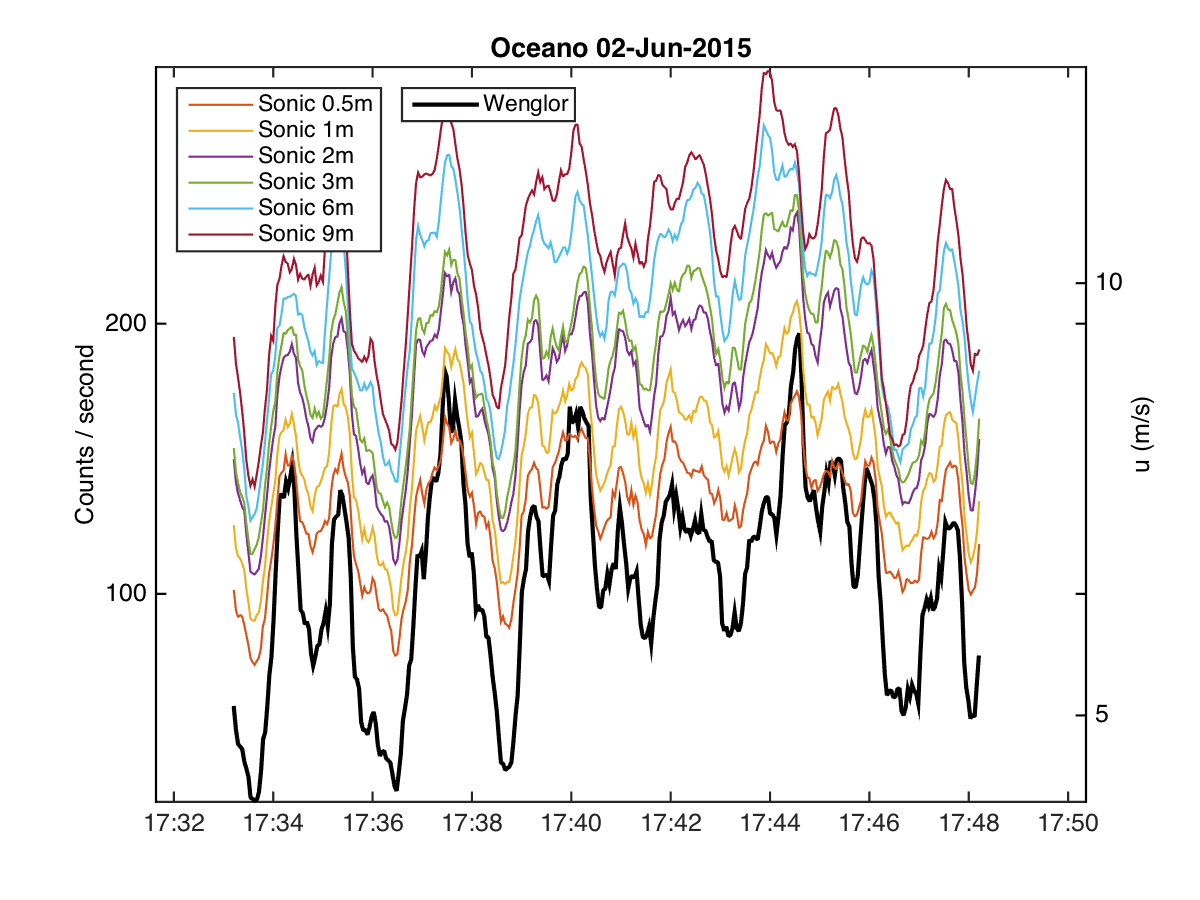 Oceano 02-Jun-2015
Sonic 0.5m
Sonic 1m
Sonic 2m
Sonic 3m
Sonic 6m
Sonic 9m
Wenglor
Counts / second
200
100
u (m/s)
10
5
17:32 17:34 17:36 17:38 17:40 17:42 17:44 17:46 17:48 17:50